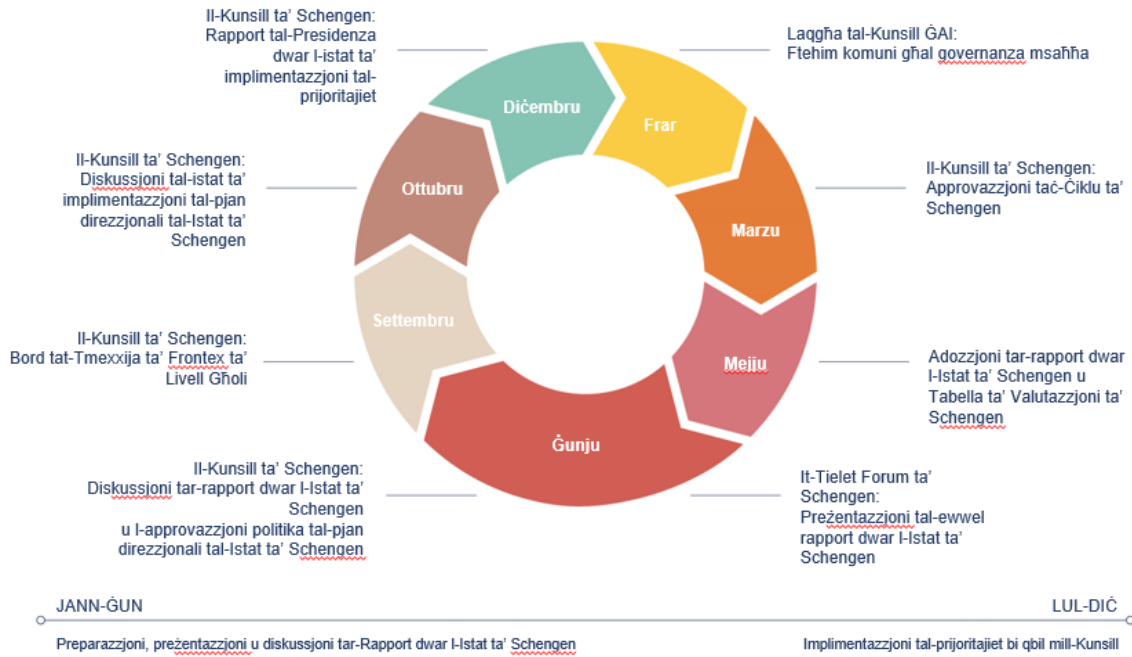 Il-Kunsill ta' Schengen:
Rapport tal-Presidenza
dwar l-istat ta'
implimentazzjoni tal-
prijoritajiet
Laqgħa tal-Kunsill ĠAI:
Ftehim komuni għal governanza msaħħa
Diċembru
Frar
Il-Kunsill ta' Schengen:
Diskussjoni tal-istat ta'
implimentazzjoni tal-pjan
direzzjonali tal-Istat ta'
Schengen
Ottubru
Marzu
Il-Kunsill ta' Schengen:
Approvazzjoni taċ-Ċiklu ta'
Schengen
Il-Kunsill ta' Schengen:
Bord tat-Tmexxija ta' Frontex ta'
Livell Għoli
Settembru
Mejju
Adozzjoni tar-rapport dwar
l-Istat ta' Schengen u
Tabella ta' Valutazzjoni ta'
Schengen
Ġunju
Il-Kunsill ta' Schengen:
Diskussjoni tar-rapport dwar l-Istat ta'
Schengen
u l-approvazzjoni politika tal-pjan
direzzjonali tal-Istat ta' Schengen
It-Tielet Forum ta'
Schengen:
Preżentazzjoni tal-ewwel
rapport dwar l-Istat ta'
Schengen
JANN-ĠUN
LUL-DIĊ
Preparazzjoni, preżentazzjoni u diskussjoni tar-Rapport dwar l-Istat ta' Schengen
Implimentazzjoni tal-prijoritajiet bi qbil mill-Kunsill